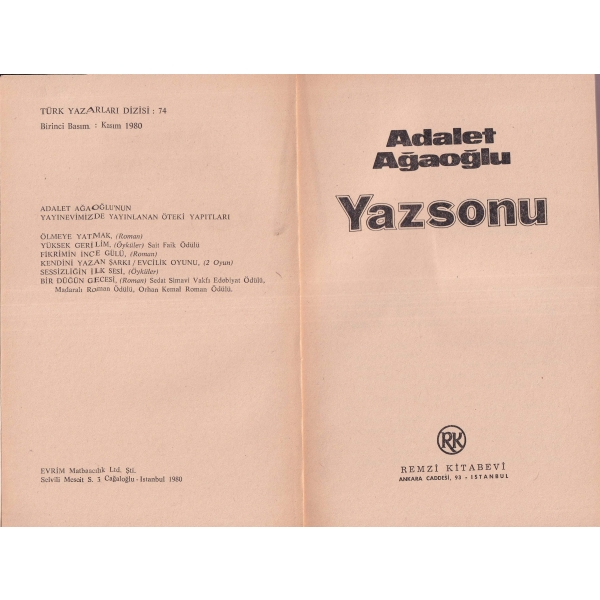 TÜRK YAZARLARI DİZİSİ : 74
Birinci Basım : Kasım 1980
ADALET AĞAOĞLU'NUN
YAYINEVİMİZDE YAYINLANAN ÖTEKİ YAPITLARI
ÖLMEYE YATMAK, (Roman)
YÜKSEK GERİLİM, (Öyküler) Sait Faik Ödülü
FİKRİMİN İNCE GÜLÜ, (Roman)
KENDİNİ YAZAN ŞARKI / EVCİLİK OYUNU, (2 Oyun)
SESSİZLİĞİN İLK SESİ, (Öyküler)
BİR DÜĞÜN GECESİ, (Roman) Sedat Simavi Vakfı Edebiyat Ödülü,
Madaralı Roman Ödülü, Orhan Kemal Roman Ödülü.
EVRİM Matbaacılık Ltd. Şti.
Selvili Mescit S. 3 Cağaloğlu - İstanbul 1980
Adalet
Ağaoğlu
Yazsonu
RK
REMZİ KİTABEVİ
ANKARA CADDESİ, 93 - İSTANBUL